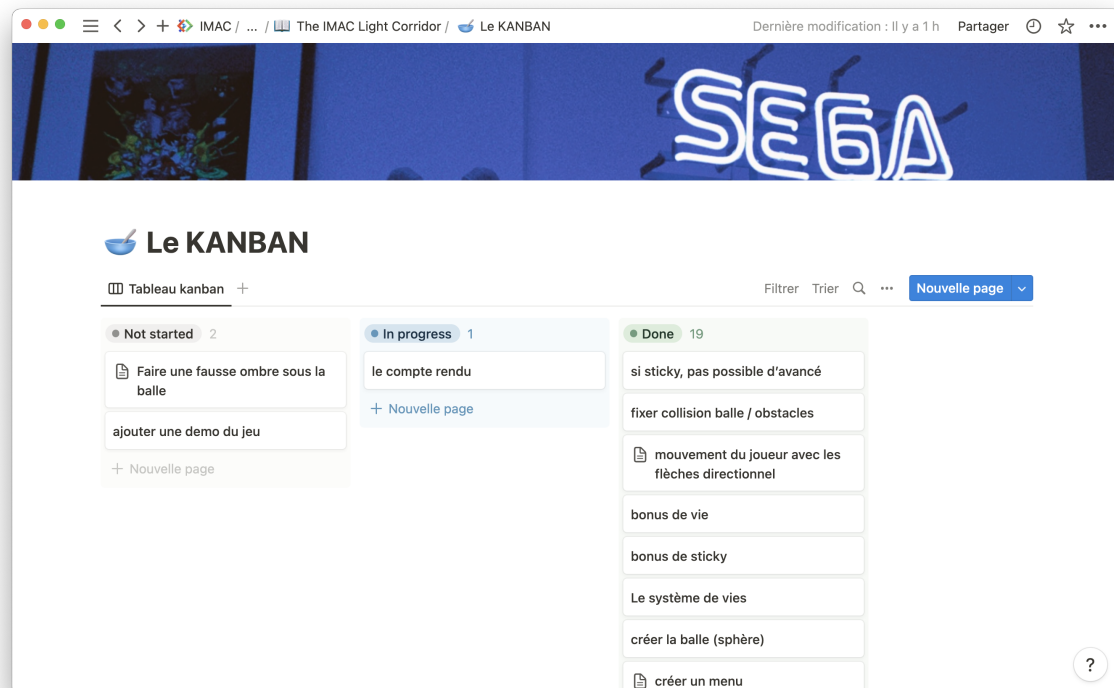 IMAC / ... / The IMAC Light Corridor / Le KANBAN
Dernière modification : Il y a 1 h Partager
SEGA
Le KANBAN
Tableau kanban
Filtrer Trier Nouvelle page
Not started 2
Faire une fausse ombre sous la
balle
ajouter une demo du jeu
+ Nouvelle page
In progress 1
le compte rendu
+ Nouvelle page
Done 19
si sticky, pas possible d’avancé
fixer collision balle / obstacles
mouvement du joueur avec les
flèches directionnel
bonus de vie
bonus de sticky
Le système de vies
créer la balle (sphère)
créer un menu
?